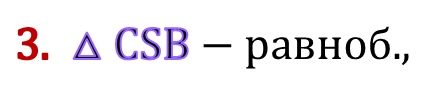 3. △ CSB – равноб.,